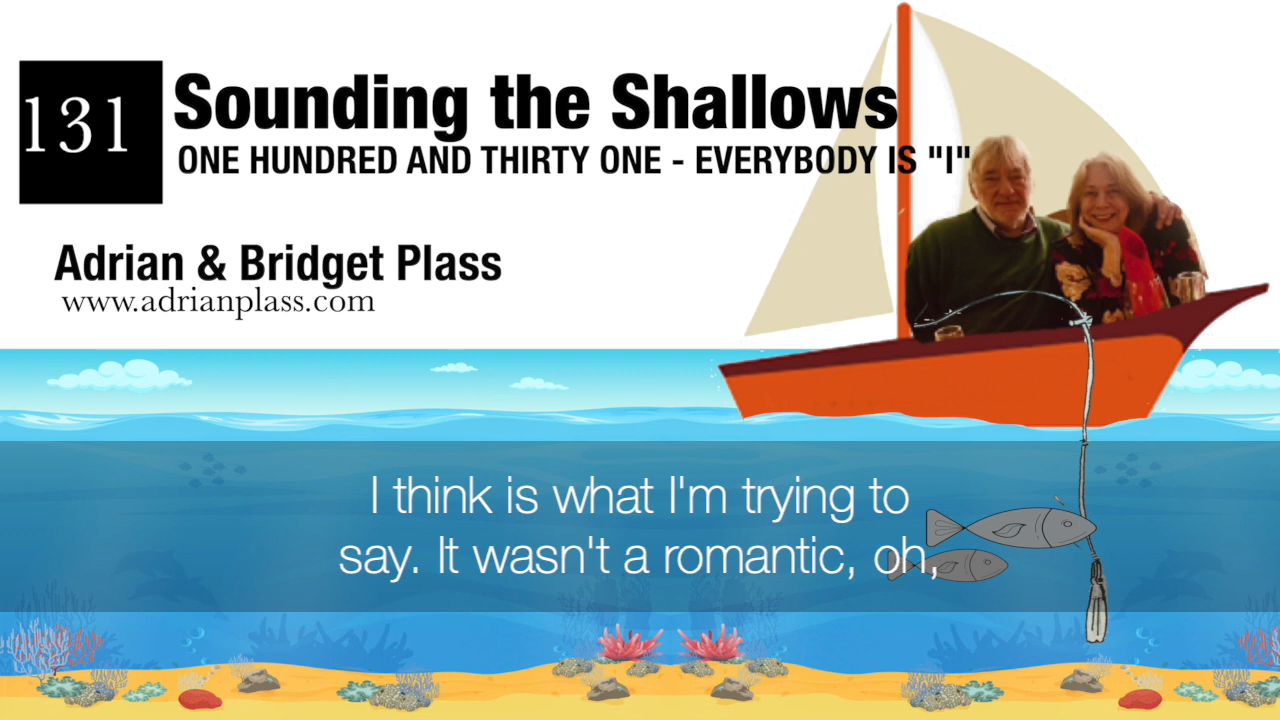 131
Sounding the Shallows
ONE HUNDRED AND THIRTY ONE - EVERYBODY IS "I"
Adrian & Bridget Plass
www.adrianplass.com
I think is what I'm trying to
say. It wasn't a romantic, oh,